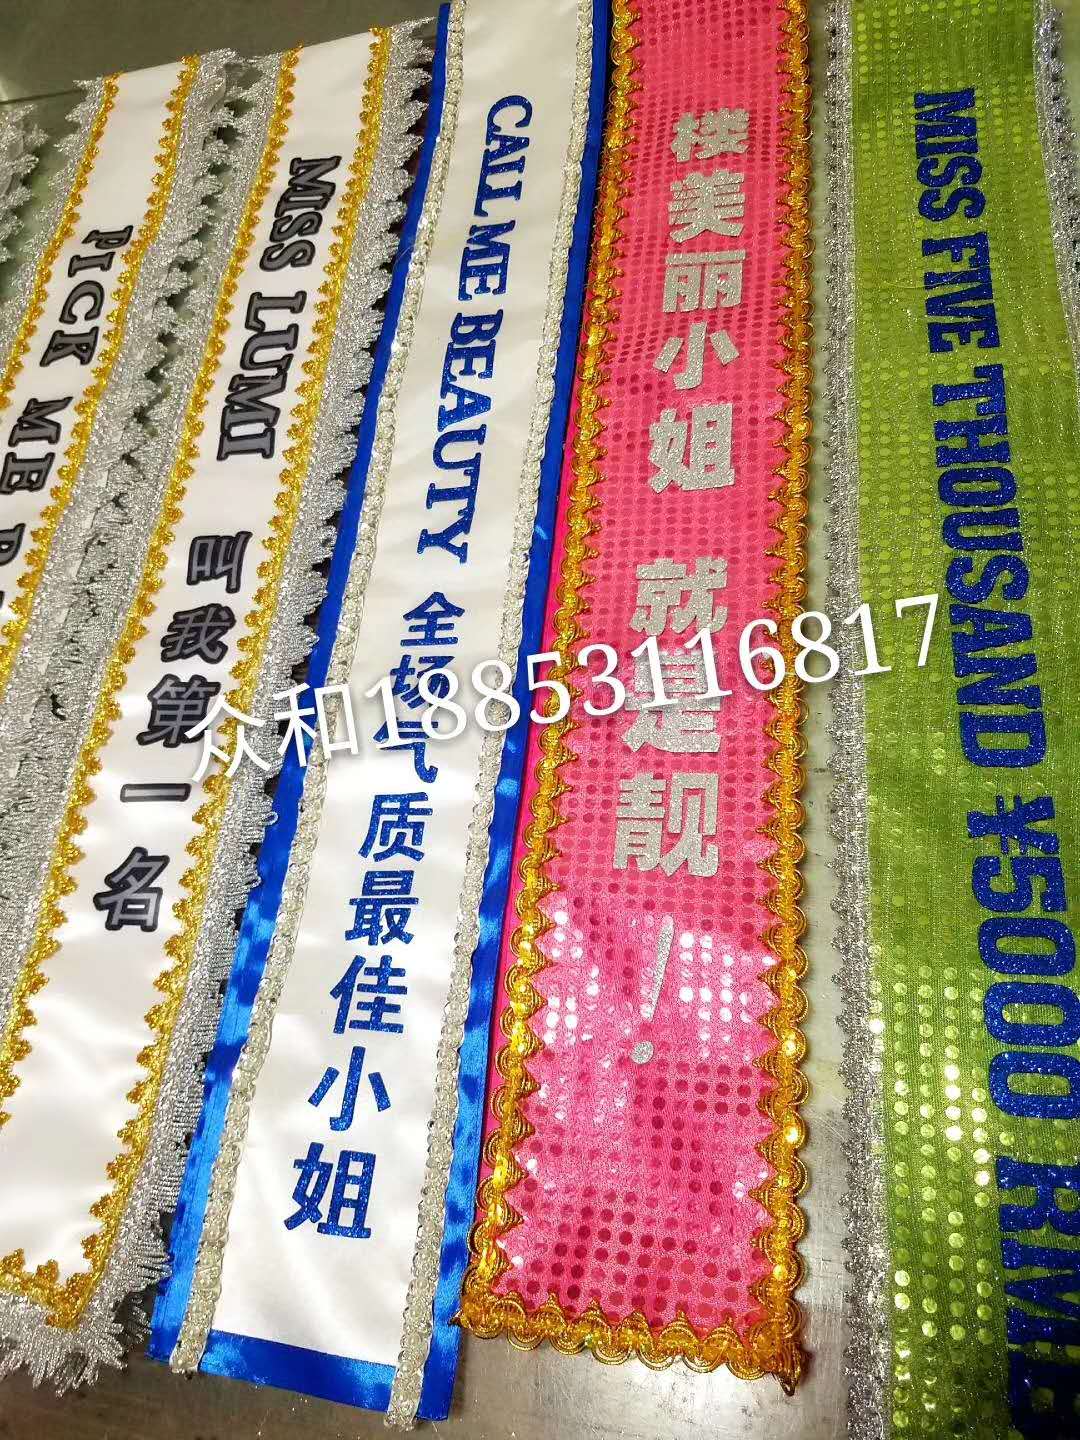 PICK ME
MISS LUMI 叫我第一名
CALL ME BEAUTY 全场气质最佳小姐
楼美丽小姐 就是靓!
MISS FIVE THOUSAND ¥5000 RMB
众和18853116817